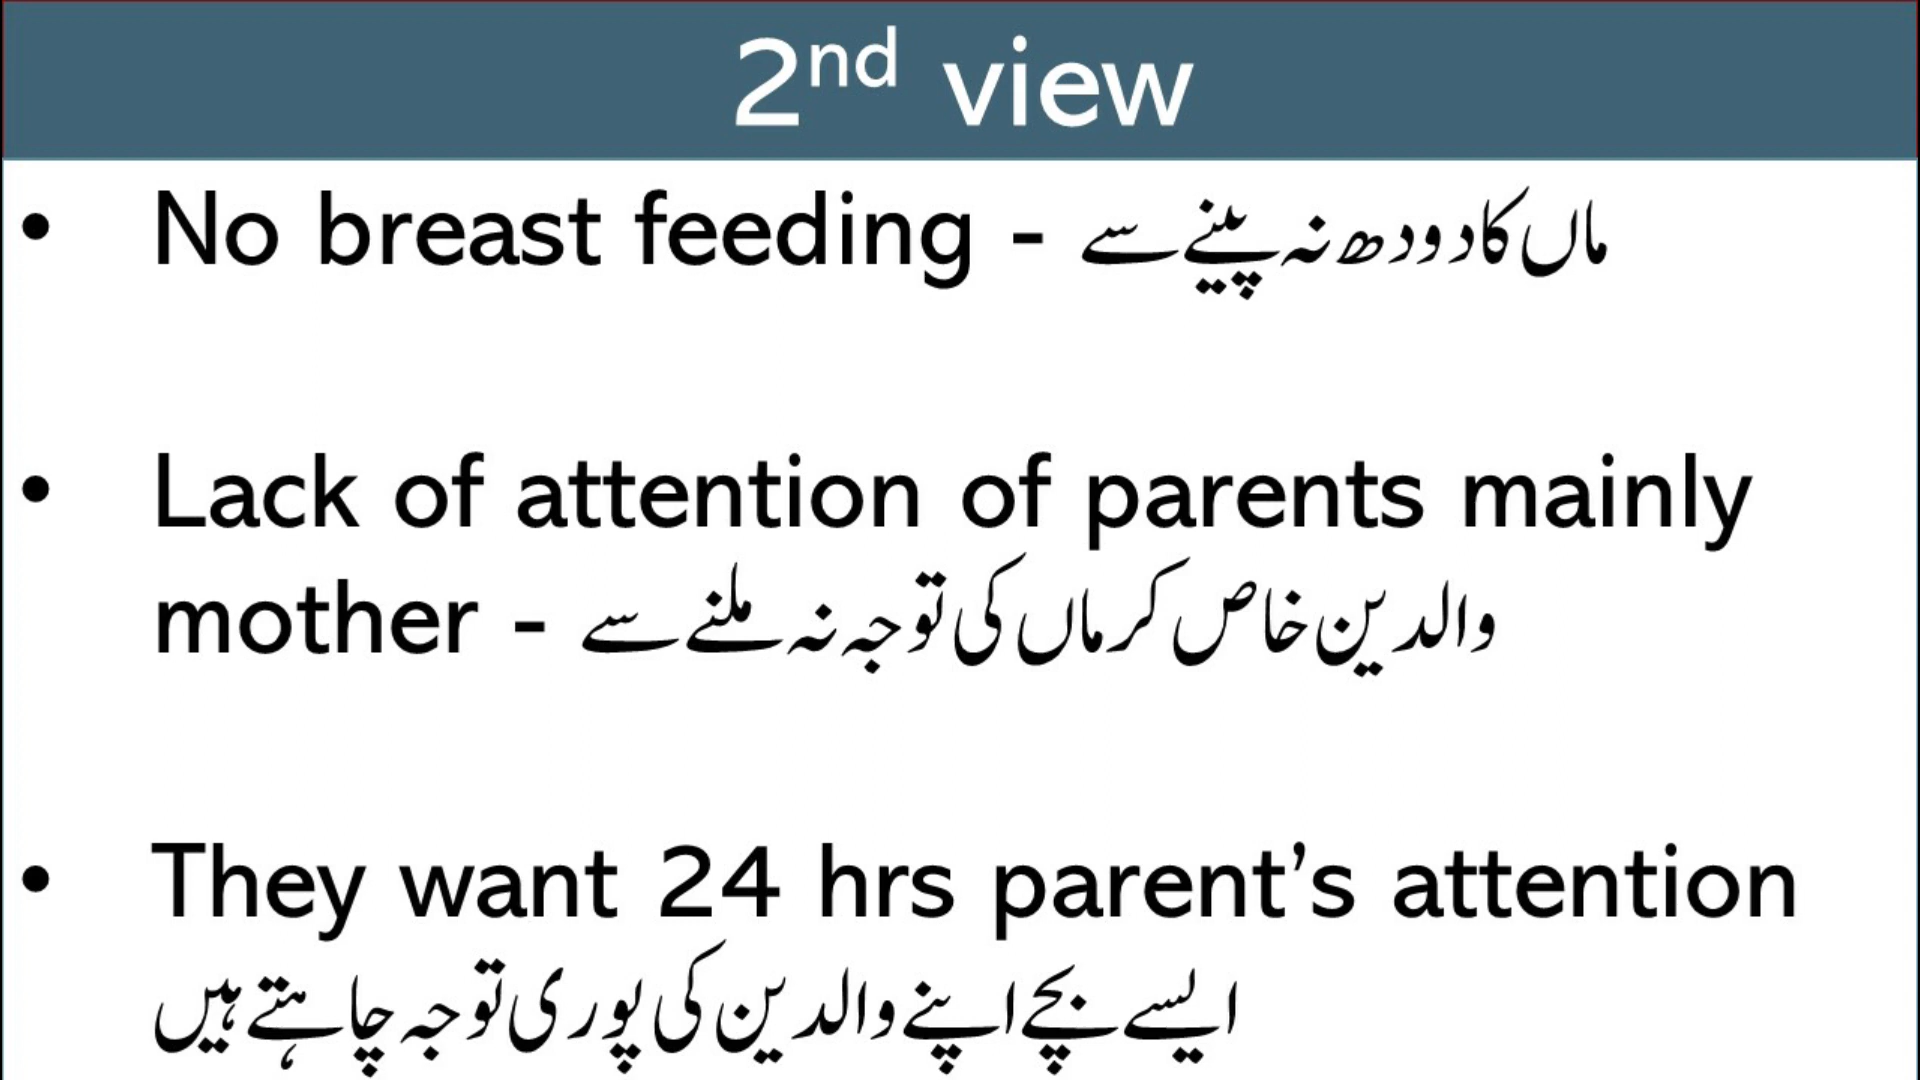 2nd view
• No breast feeding - ماں کا دودھ نہ پینے سے
• Lack of attention of parents mainly
mother - والدین خاص کر ماں کی توجہ نہ ملنے سے
• They want 24 hrs parent’s attention
ایسے بچے اپنے والدین کی پوری توجہ چاہتے ہیں